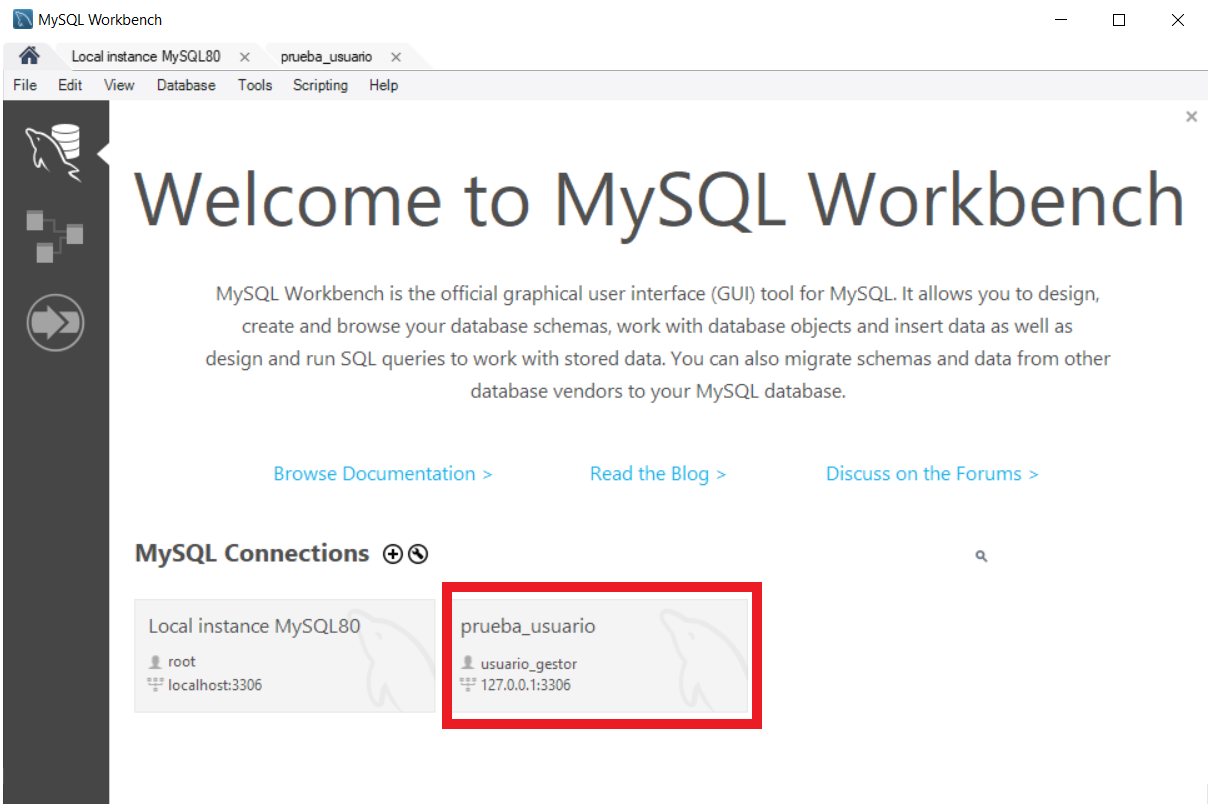 MySQL Workbench
Local instance MySQL80 prueba_usuario
File Edit View Database Tools Scripting Help
Welcome to MySQL Workbench
MySQL Workbench is the official graphical user interface (GUI) tool for MySQL. It allows you to design,
create and browse your database schemas, work with database objects and insert data as well as
design and run SQL queries to work with stored data. You can also migrate schemas and data from other
database vendors to your MySQL database.
Browse Documentation > Read the Blog > Discuss on the Forums >
MySQL Connections
Local instance MySQL80
root
localhost:3306
prueba_usuario
usuario_gestor
127.0.0.1:3306